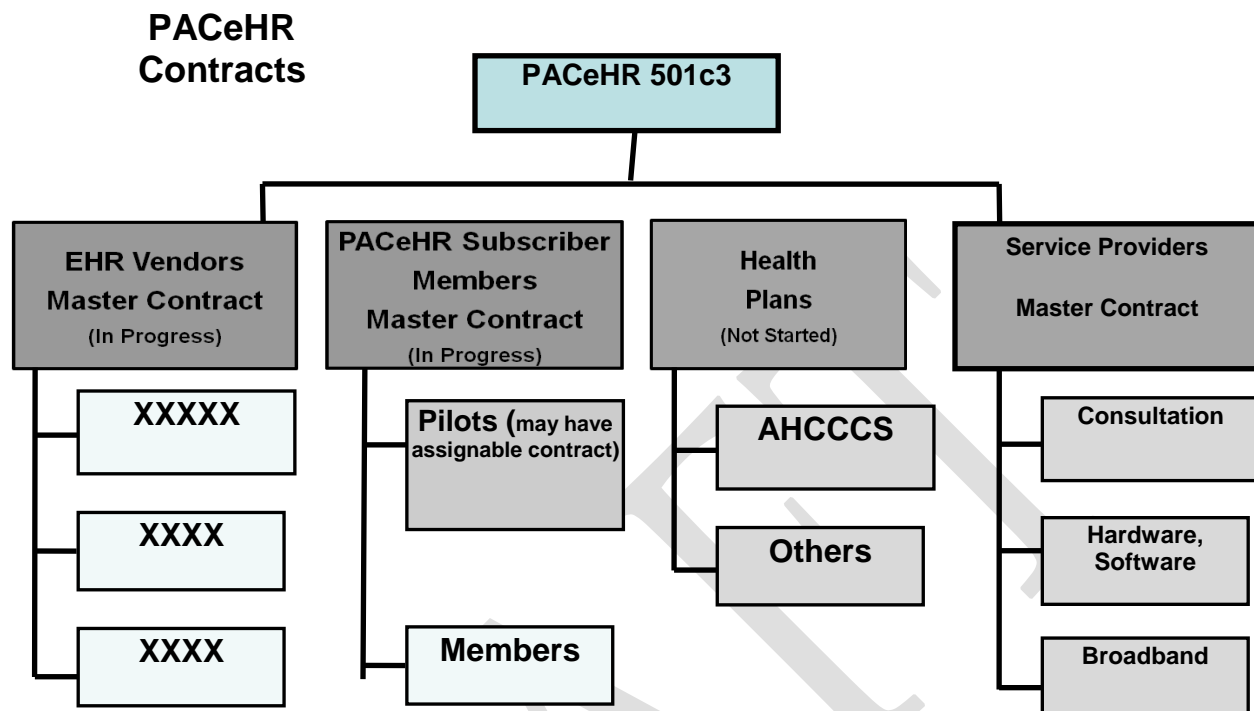 PACeHR
Contracts
PACeHR 501c3
EHR Vendors
Master Contract
(In Progress)
PACeHR Subscriber
Members
Master Contract
(In Progress)
Health
Plans
(Not Started)
Service Providers
Master Contract
XXXXX
XXXX
XXXX
Pilots (may have
assignable contract)
Members
AHCCCS
Others
Consultation
Hardware,
Software
Broadband